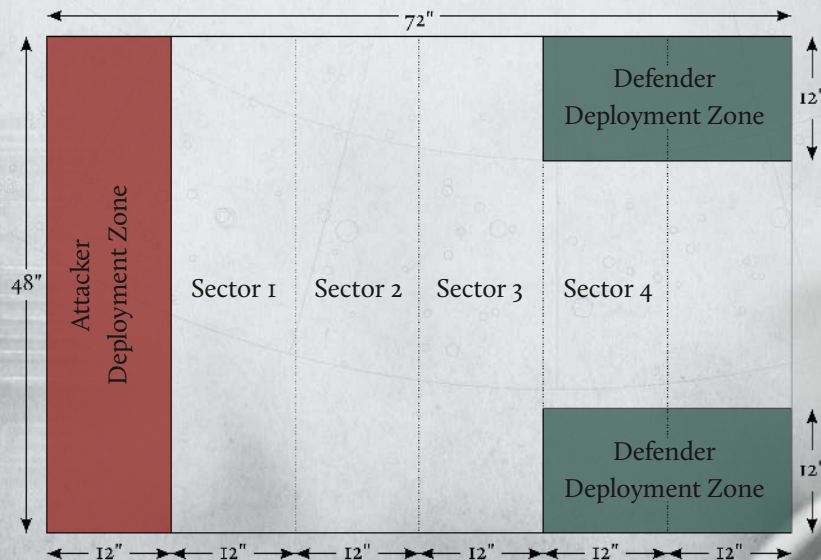 72"
Defender
Deployment Zone
12"
48"
Attacker
Deployment Zone
Sector 1
Sector 2
Sector 3
Sector 4
Defender
Deployment Zone
12"
12"
12"
12"
12"
12"
12"